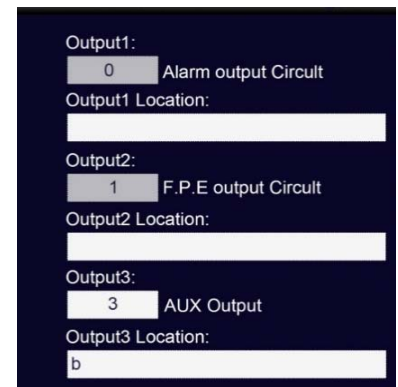 Output1:
0 Alarm output Circult
Output1 Location:
Output2:
1 F.P.E output Circult
Output2 Location:
Output3:
3 AUX Output
Output3 Location:
b